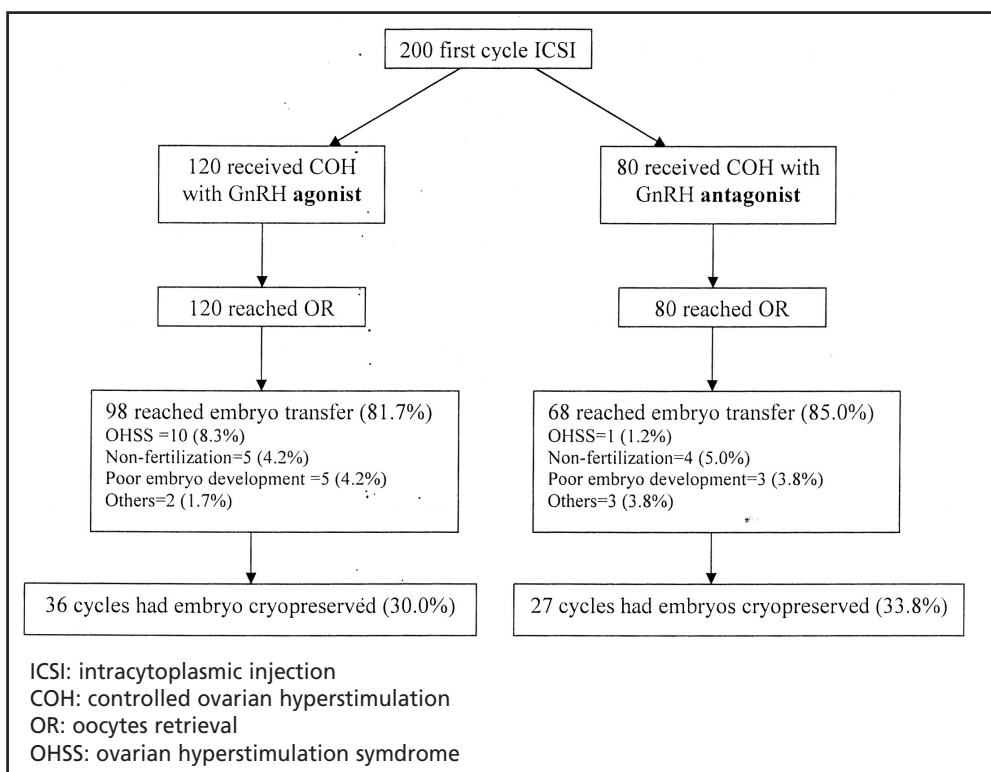 200 first cycle ICSI
120 received COH
with GnRH agonist
80 received COH with
GnRH antagonist
120 reached OR
80 reached OR
98 reached embryo transfer (81.7%)
OHSS =10 (8.3%)
Non-fertilization=5 (4.2%)
Poor embryo development =5 (4.2%)
Others=2 (1.7%)
68 reached embryo transfer (85.0%)
OHSS=1 (1.2%)
Non-fertilization=4 (5.0%)
Poor embryo development=3 (3.8%)
Others=3 (3.8%)
36 cycles had embryo cryopreserved (30.0%)
27 cycles had embryos cryopreserved (33.8%)
ICSI: intracytoplasmic injection
COH: controlled ovarian hyperstimulation
OR: oocytes retrieval
OHSS: ovarian hyperstimulation symdrome